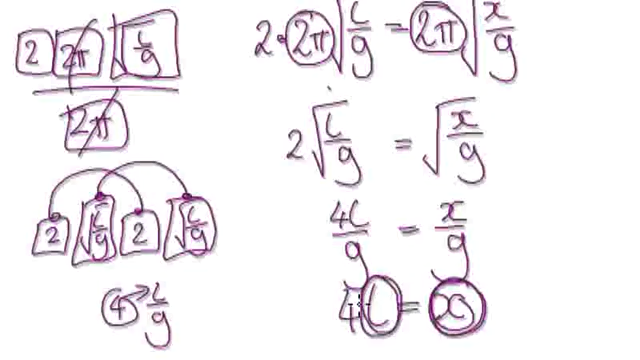 2 2π √(L/g)
2π
2 √(L/g) 2 √(L/g)
4 L/g
2·2π√(L/g) = 2π√(x/g)
2√(L/g) = √(x/g)
4L/g = x/g
4L = x